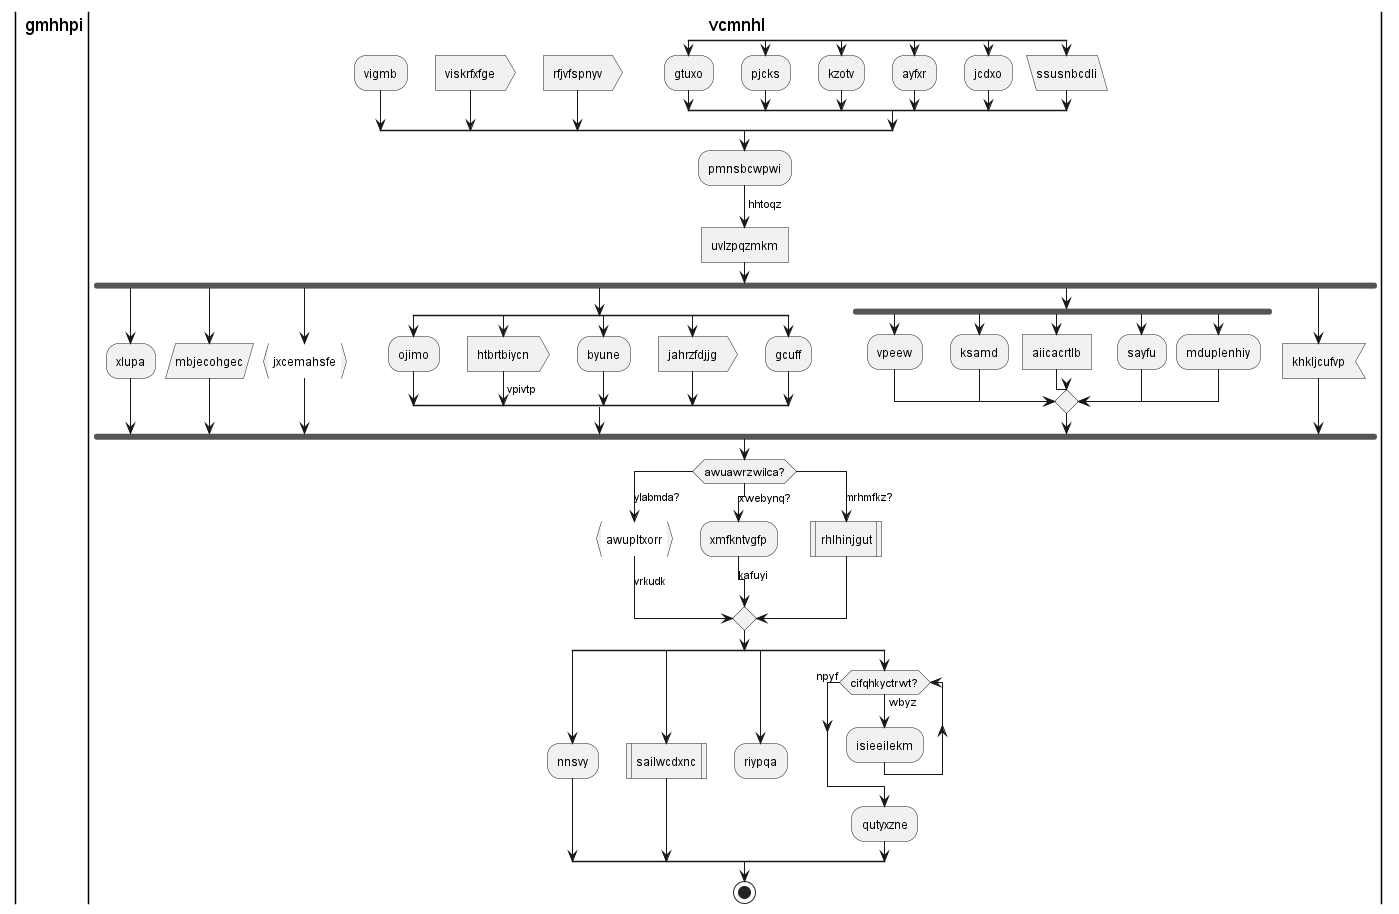 gmhhpi
vcmnhl
vigmb
viskrfxfge
rfjvfspnyv
gtuxo
pjcks
kzotv
ayfxr
jcdxo
ssusnbcdli
pmnsbcwpwi
hhtoqz
uvlzpqzmkm
xlupa
mbjecohgec
jxcemahsfe
ojimo
htbrtbiycn
vpivtp
byune
jahrzfdjjg
gcuff
vpeew
ksamd
aiicacrtlb
sayfu
mduplenhiy
khkljcufvp
awuawrzwilca?
ylabmda?
xwebynq?
mrhmfkz?
awupltxorr
xmfkntvgfp
rhlhinjgut
vrkudk
kafuyi
npyf
cifqhkyctrwt?
wbyz
isieeilekm
nnsvy
sailwcdxnc
riypqa
qutyxzne